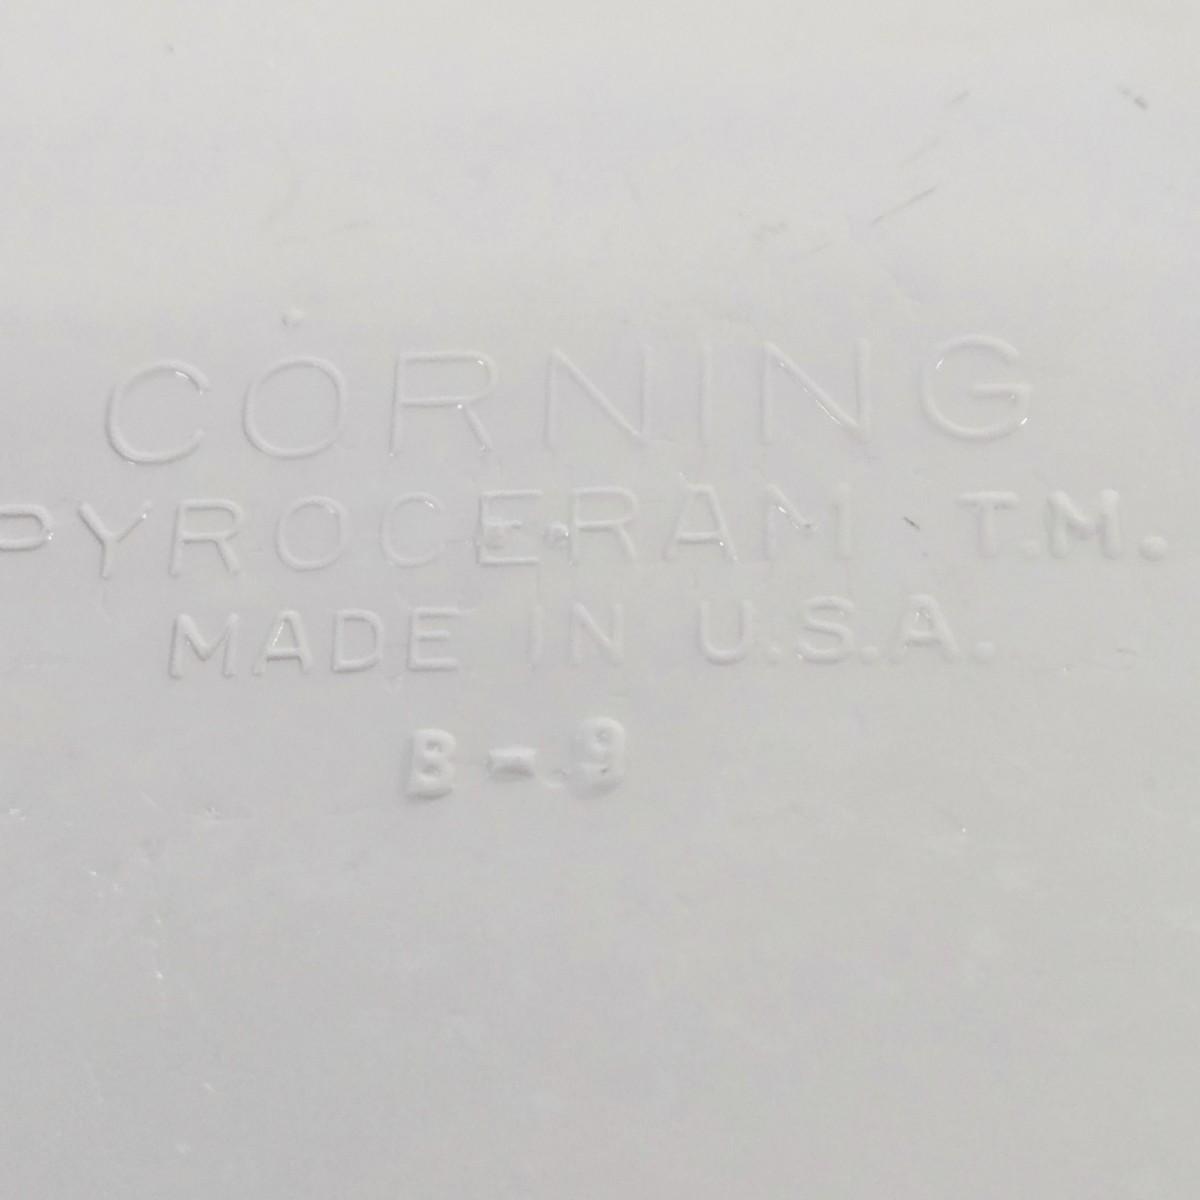 CORNING
PYROCERAM T.M.
MADE IN U.S.A.
B-9